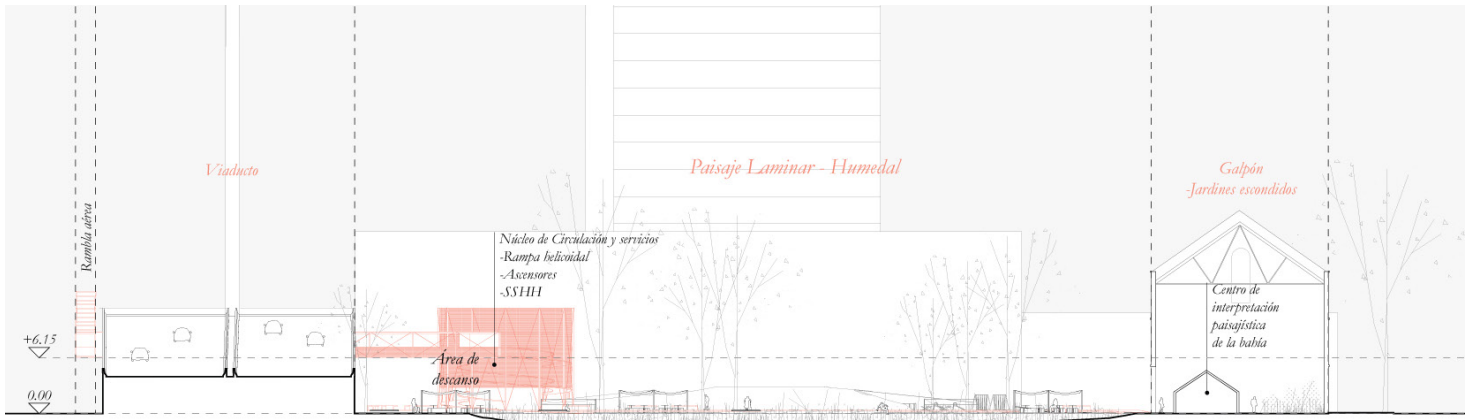 Viaducto
Paisaje Laminar - Humedal
Galpón
-Jardines escondidos
Rambla aérea
Núcleo de Circulación y servicios
-Rampa helicoidal
-Ascensores
-SSHH
Centro de
interpretación
paisajística
de la bahía
+6.15
Área de
descanso
0.00